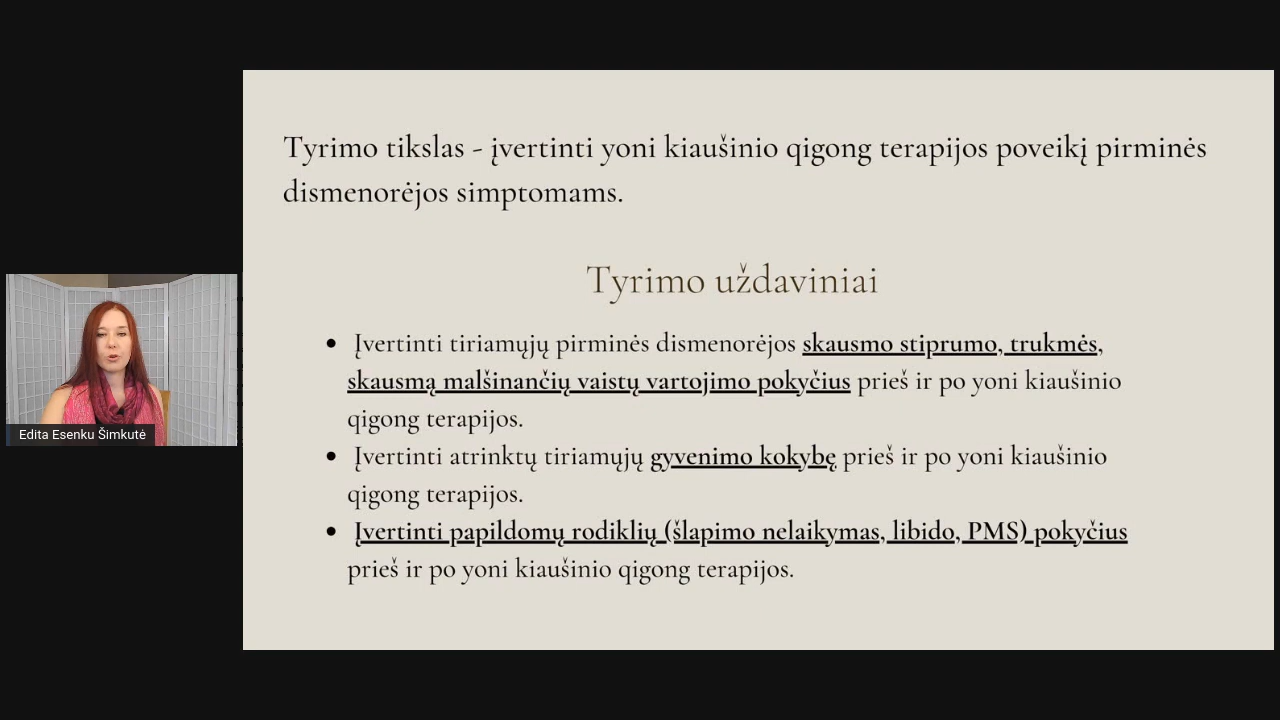 Tyrimo tikslas - įvertinti yoni kiaušinio qigong terapijos poveikį pirminės
dismenorėjos simptomams.
Tyrimo uždaviniai
• Įvertinti tiriamųjų pirminės dismenorėjos skausmo stiprumo, trukmės,
skausmą malšinančių vaistų vartojimo pokyčius prieš ir po yoni kiaušinio
qigong terapijos.
• Įvertinti atrinktų tiriamųjų gyvenimo kokybę prieš ir po yoni kiaušinio
qigong terapijos.
• Įvertinti papildomų rodiklių (šlapimo nelaikymas, libido, PMS) pokyčius
prieš ir po yoni kiaušinio qigong terapijos.
Edita Esenku Šimkutė